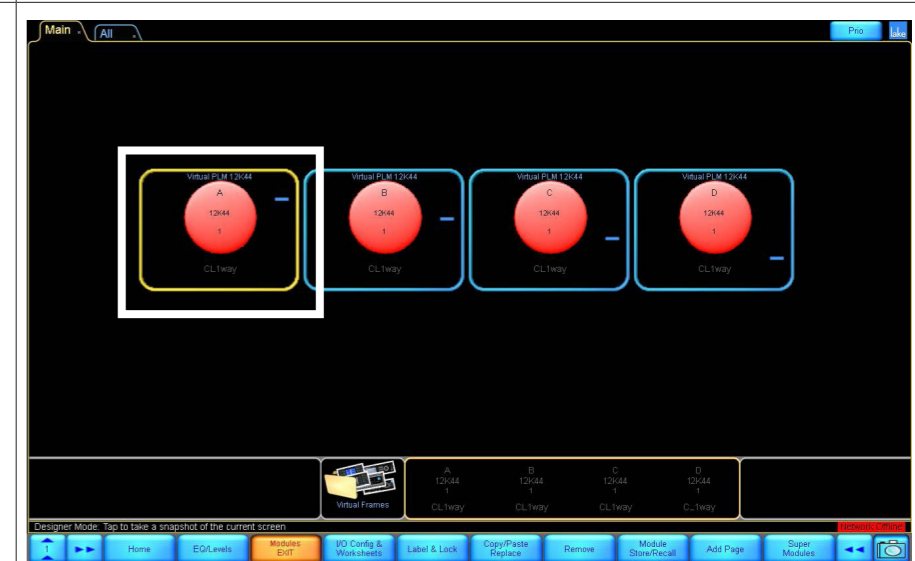 Main
All
Prio
lake
Virtual PLM 12K44
A
12K44
1
CL1way
Virtual PLM 12K44
B
12K44
1
CL1way
Virtual PLM 12K44
C
12K44
1
CL1way
Virtual PLM 12K44
D
12K44
1
CL1way
Virtual Frames
A
12K44
1
CL1way
B
12K44
1
CL1way
C
12K44
1
CL1way
D
12K44
1
C_1way
Designer Mode: Tap to take a snapshot of the current screen
Network Offline
1
Home
EQ/Levels
Modules
EXIT
I/O Config &
Worksheets
Label & Lock
Copy/Paste
Replace
Remove
Module
Store/Recall
Add Page
Super
Modules